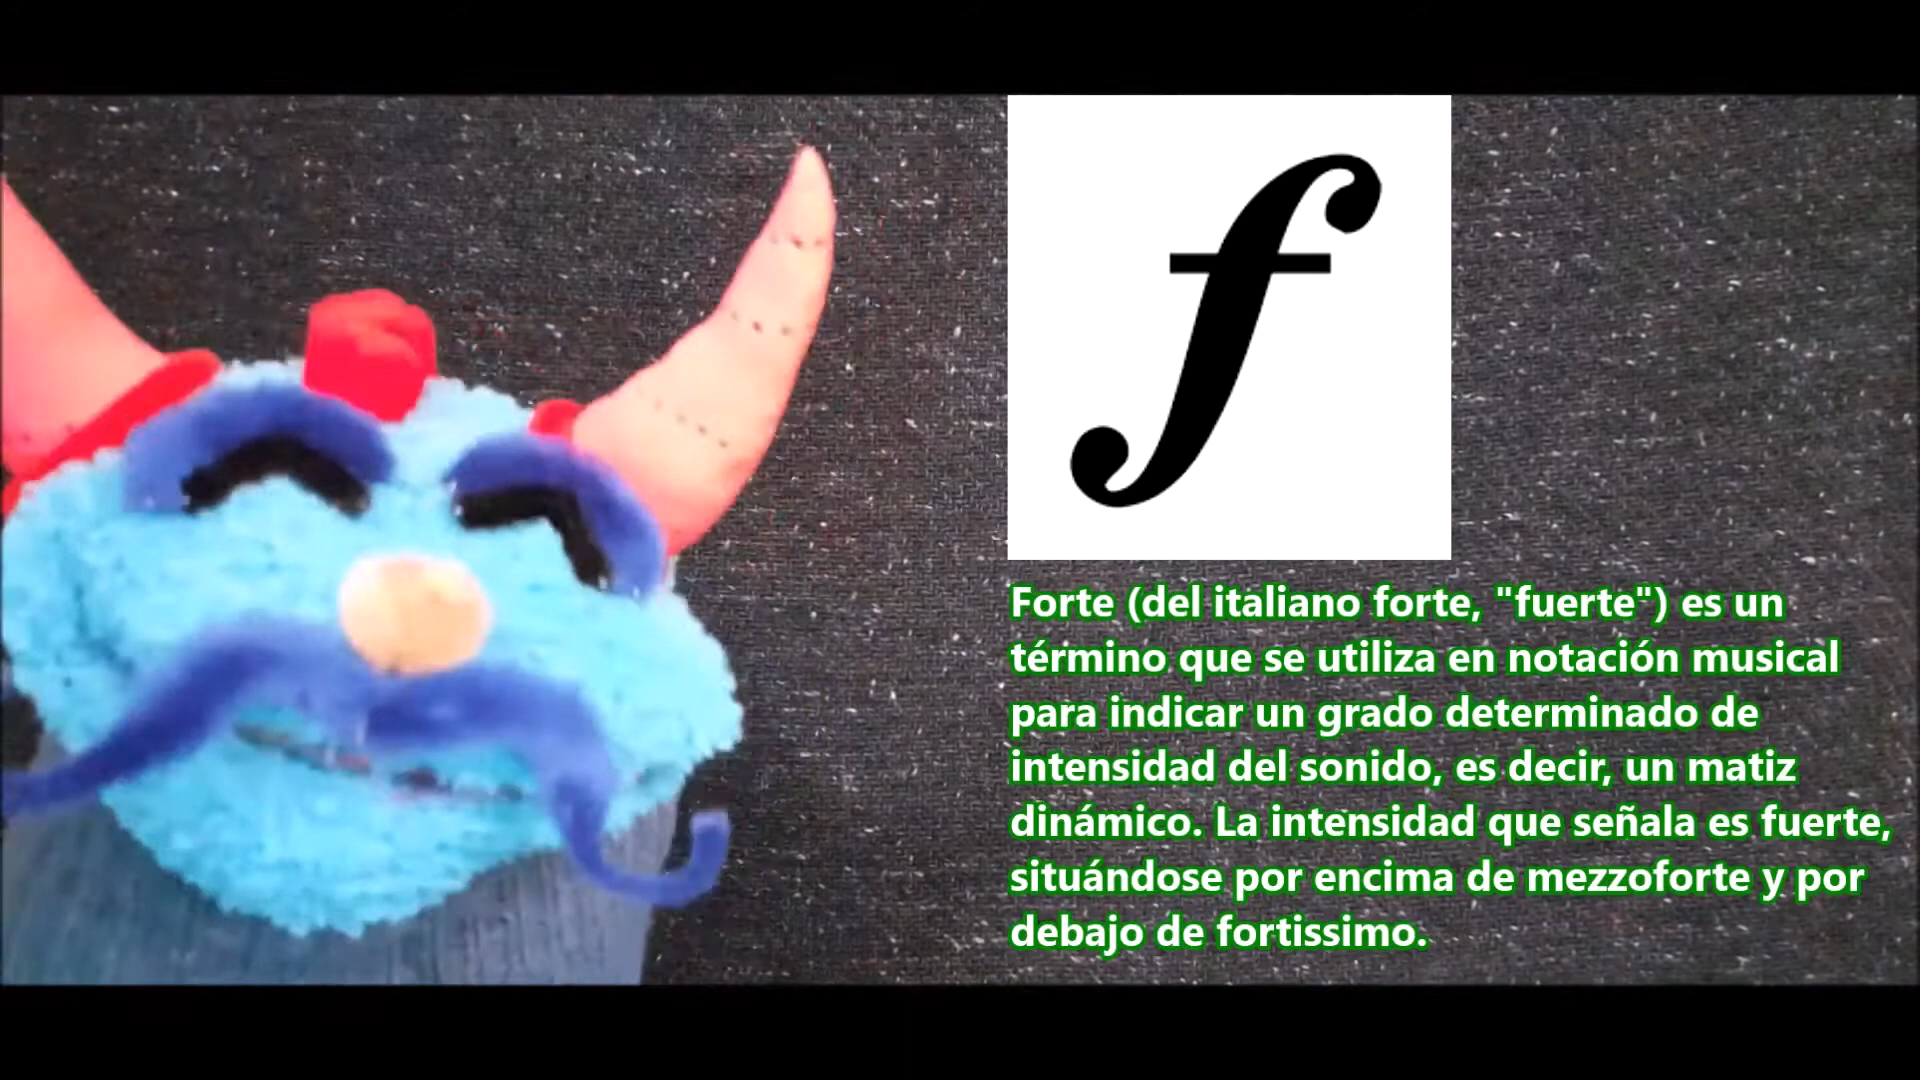 f
Forte (del italiano forte, "fuerte") es un
término que se utiliza en notación musical
para indicar un grado determinado de
intensidad del sonido, es decir, un matiz
dinámico. La intensidad que señala es fuerte,
situándose por encima de mezzoforte y por
debajo de fortissimo.